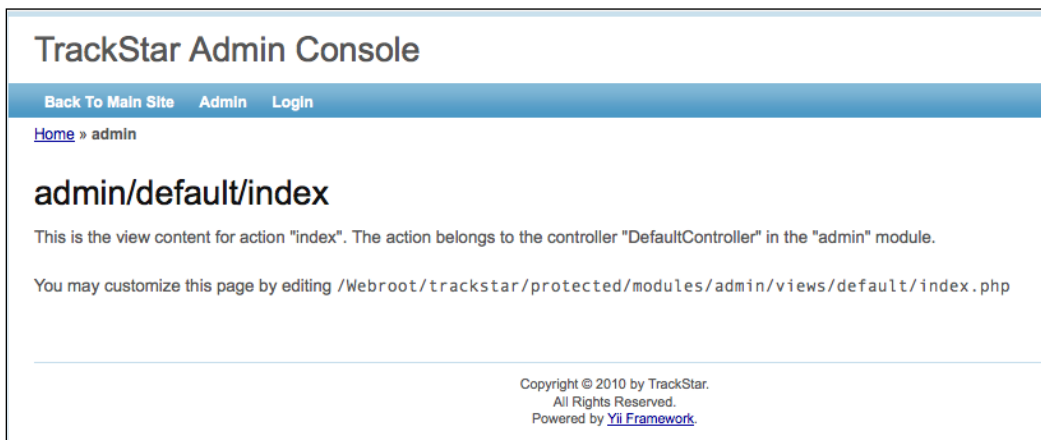 TrackStar Admin Console
Back To Main Site Admin Login
Home » admin
admin/default/index
This is the view content for action "index". The action belongs to the controller "DefaultController" in the "admin" module.
You may customize this page by editing /Webroot/trackstar/protected/modules/admin/views/default/index.php
Copyright © 2010 by TrackStar.
All Rights Reserved.
Powered by Yii Framework.